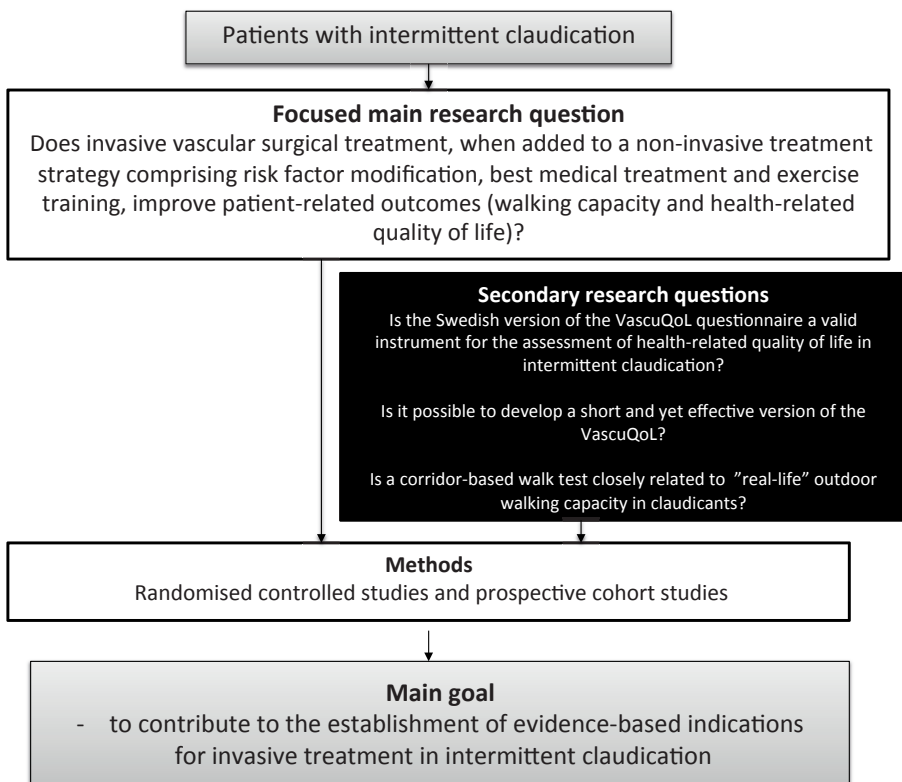 Patients with intermittent claudication
Focused main research question
Does invasive vascular surgical treatment, when added to a non-invasive treatment
strategy comprising risk factor modification, best medical treatment and exercise
training, improve patient-related outcomes (walking capacity and health-related
quality of life)?
Secondary research questions
Is the Swedish version of the VascuQoL questionnaire a valid
instrument for the assessment of health-related quality of life in
intermittent claudication?
Is it possible to develop a short and yet effective version of the
VascuQoL?
Is a corridor-based walk test closely related to ”real-life” outdoor
walking capacity in claudicants?
Methods
Randomised controlled studies and prospective cohort studies
Main goal
- to contribute to the establishment of evidence-based indications
for invasive treatment in intermittent claudication